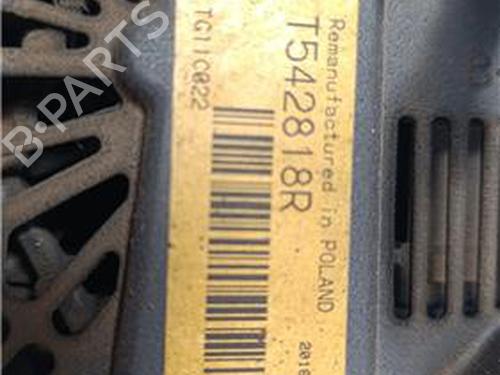 Remanufactured in POLAND
T542818R
TG11C022
2016
B-PARTS